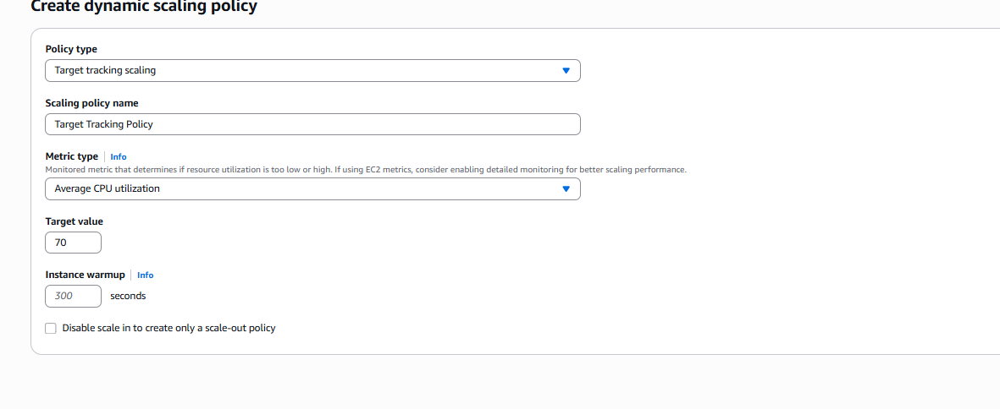 Create dynamic scaling policy
Policy type
Target tracking scaling
Scaling policy name
Target Tracking Policy
Metric type Info
Monitored metric that determines if resource utilization is too low or high. If using EC2 metrics, consider enabling detailed monitoring for better scaling performance.
Average CPU utilization
Target value
70
Instance warmup Info
300 seconds
Disable scale in to create only a scale-out policy